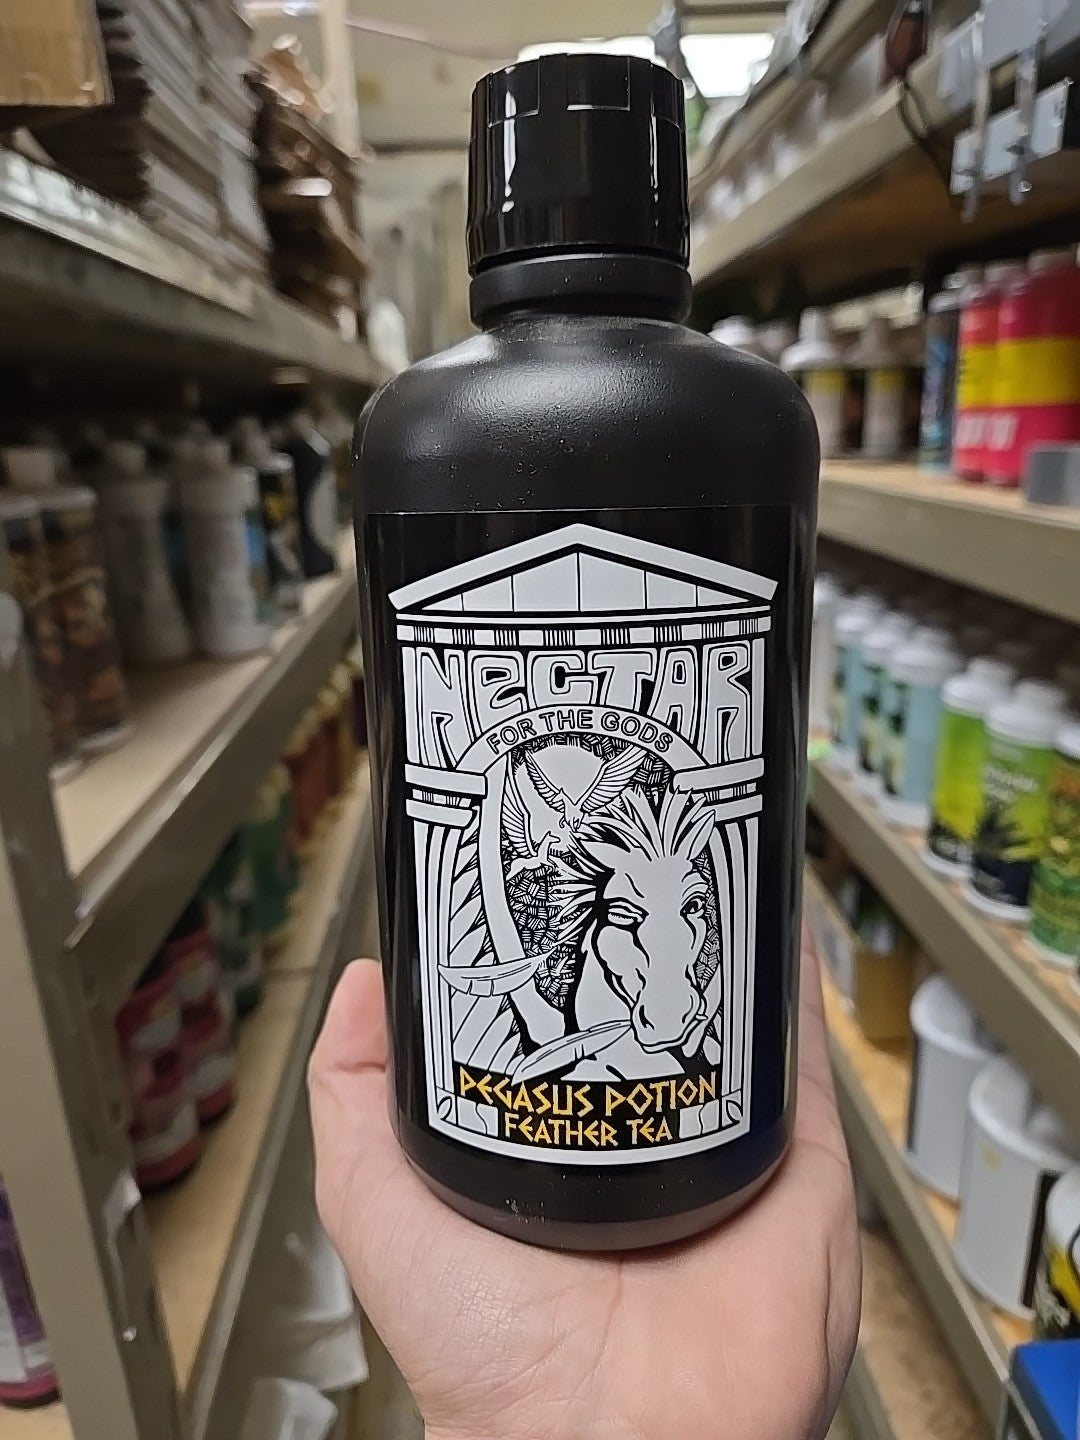 NECTAR
FOR THE GODS
PEGASUS POTION
FEATHER TEA